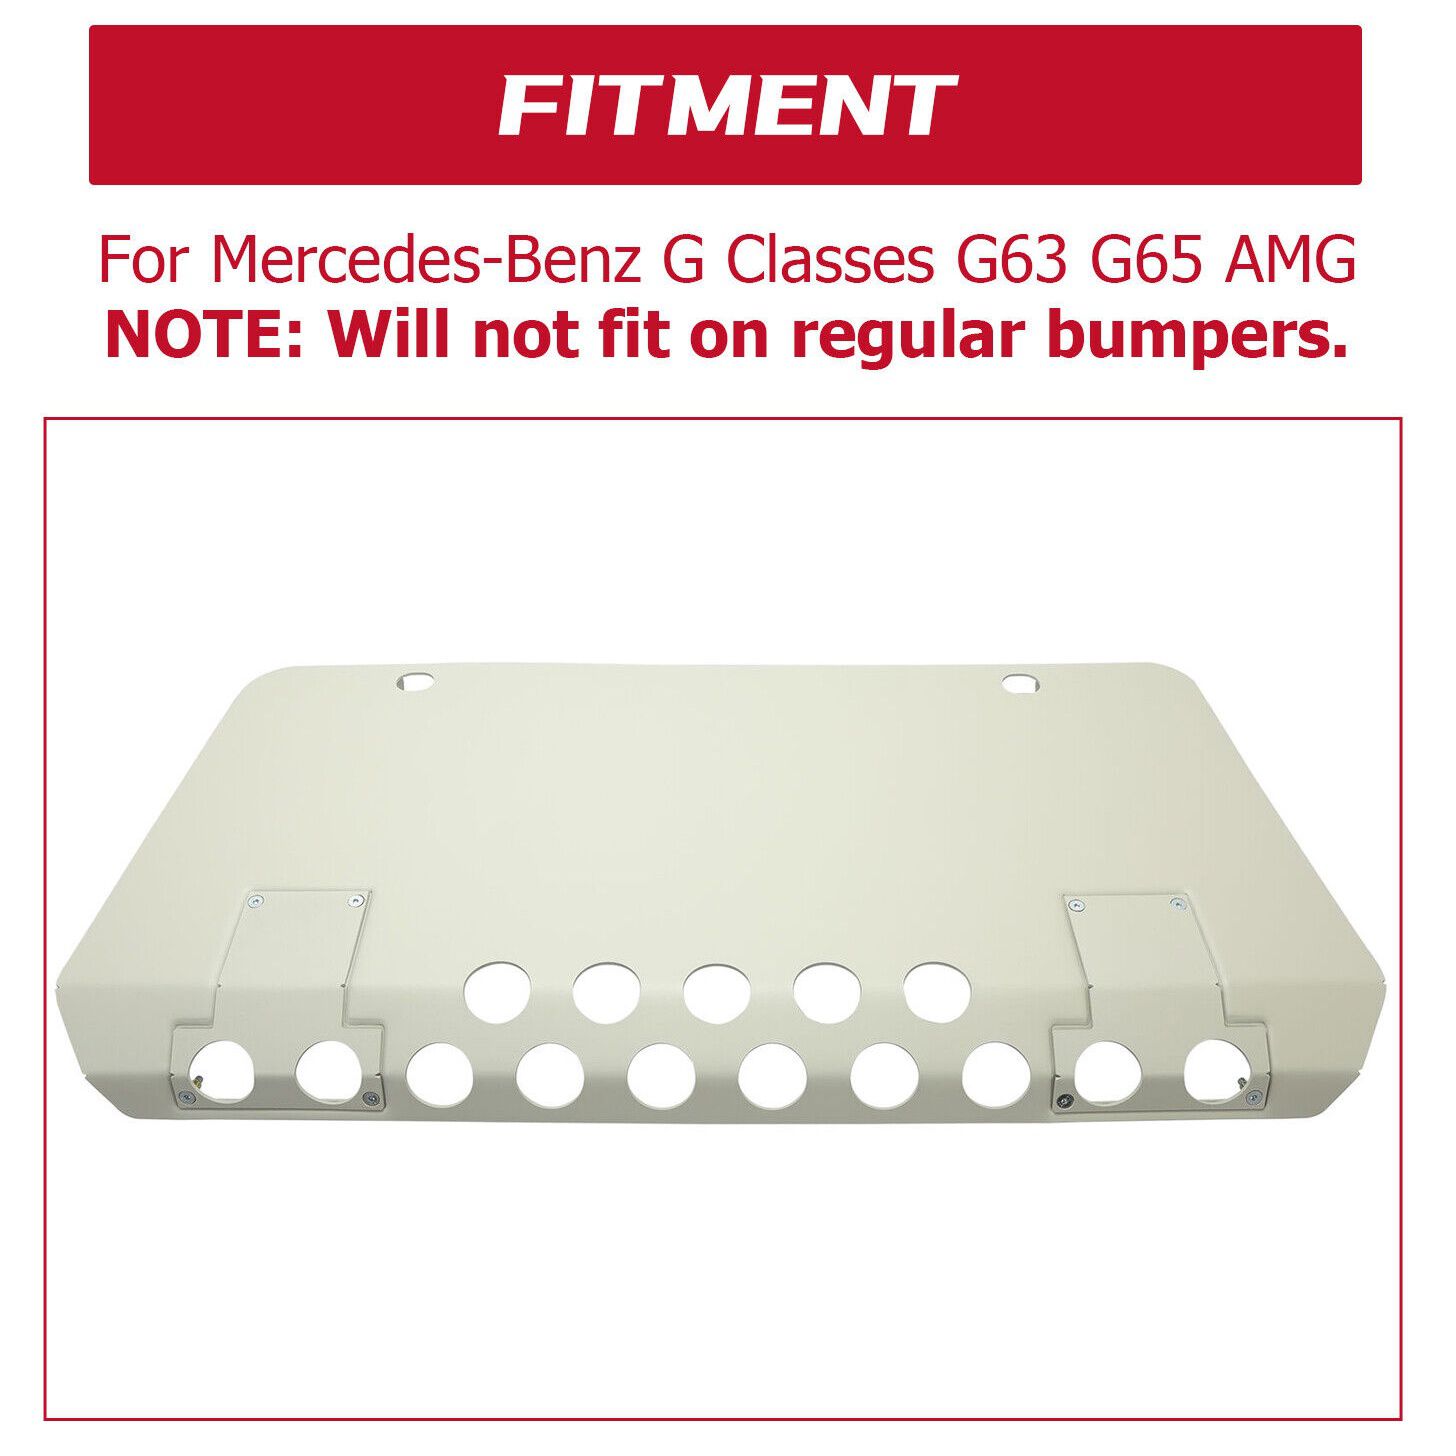 FITMENT
For Mercedes-Benz G Classes G63 G65 AMG
NOTE: Will not fit on regular bumpers.